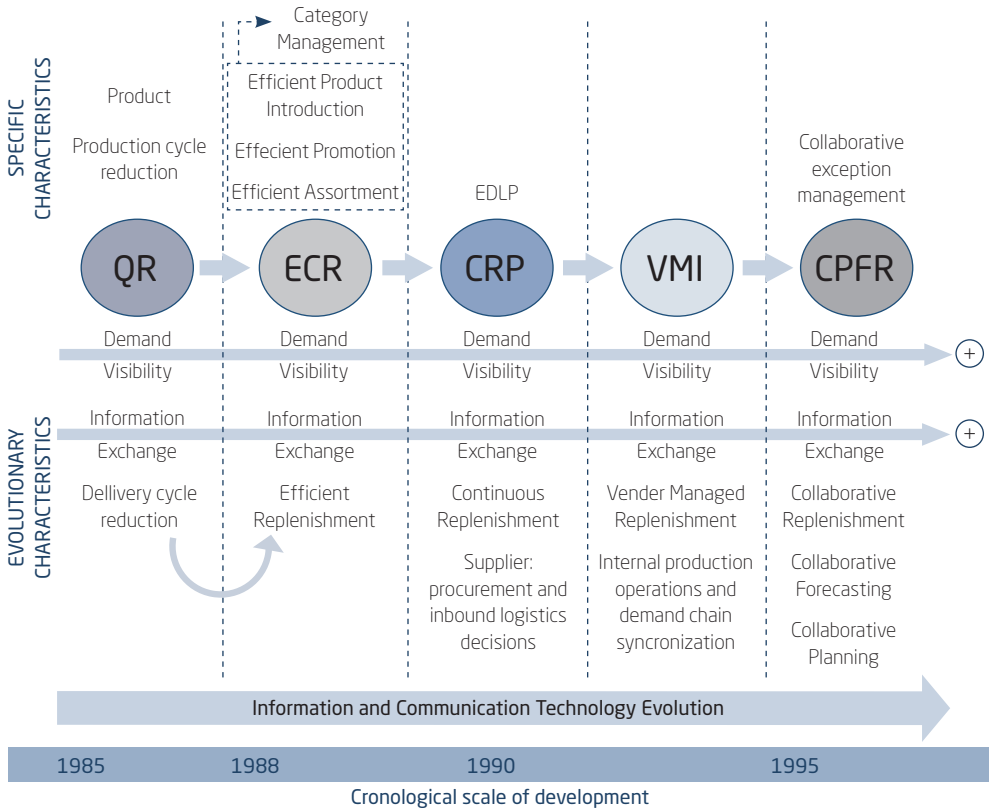 SPECIFIC
CHARACTERISTICS
Product
Production cycle
reduction
Category
Management
Efficient Product
Introduction
Effecient Promotion
Efficient Assortment
EDLP
Collaborative
exception
management
QR
ECR
CRP
VMI
CPFR
EVOLUTIONARY
CHARACTERISTICS
Demand
Visibility
Demand
Visibility
Demand
Visibility
Demand
Visibility
Demand
Visibility
+
Information
Exchange
Information
Exchange
Information
Exchange
Information
Exchange
Information
Exchange
+
Dellivery cycle
reduction
Efficient
Replenishment
Continuous
Replenishment
Supplier:
procurement and
inbound logistics
decisions
Vender Managed
Replenishment
Internal production
operations and
demand chain
syncronization
Collaborative
Replenishment
Collaborative
Forecasting
Collaborative
Planning
Information and Communication Technology Evolution
1985
1988
1990
1995
Cronological scale of development